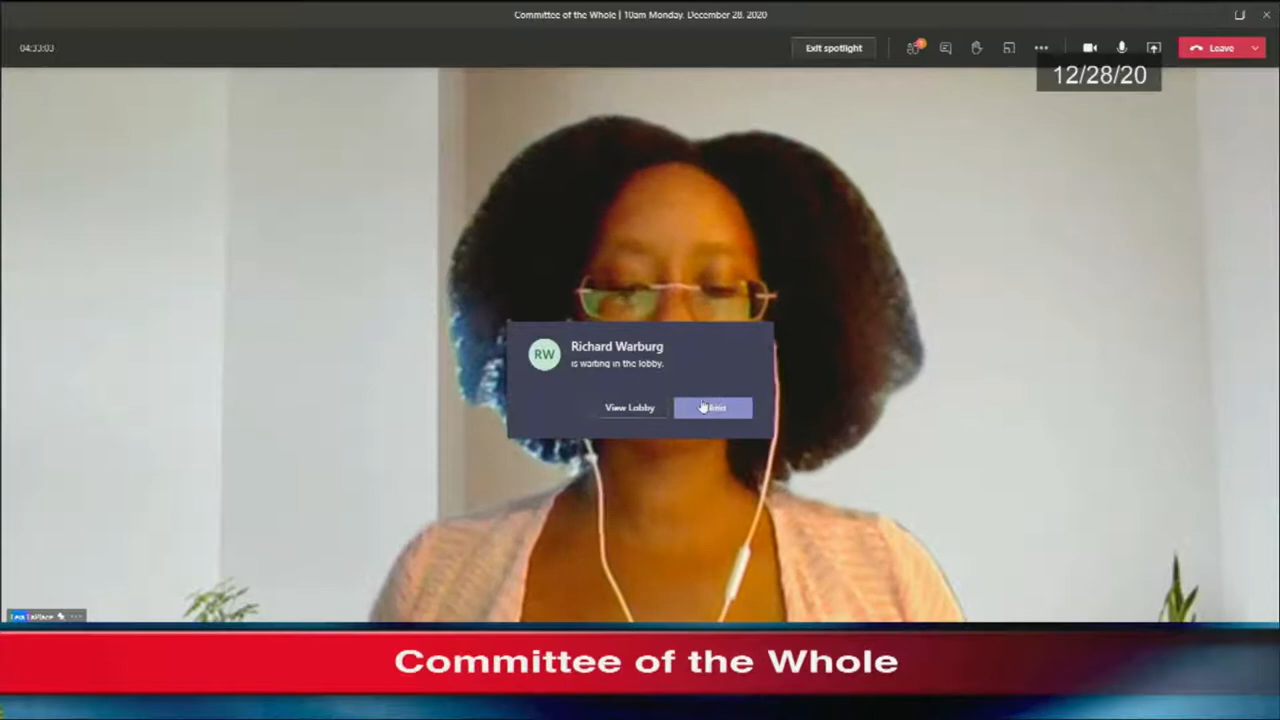 Committee of the Whole | 10am Monday, December 28, 2020
04:33:03
Exit spotlight
Leave
12/28/20
RW
Richard Warburg
is waiting in the lobby.
View Lobby
Committee of the Whole